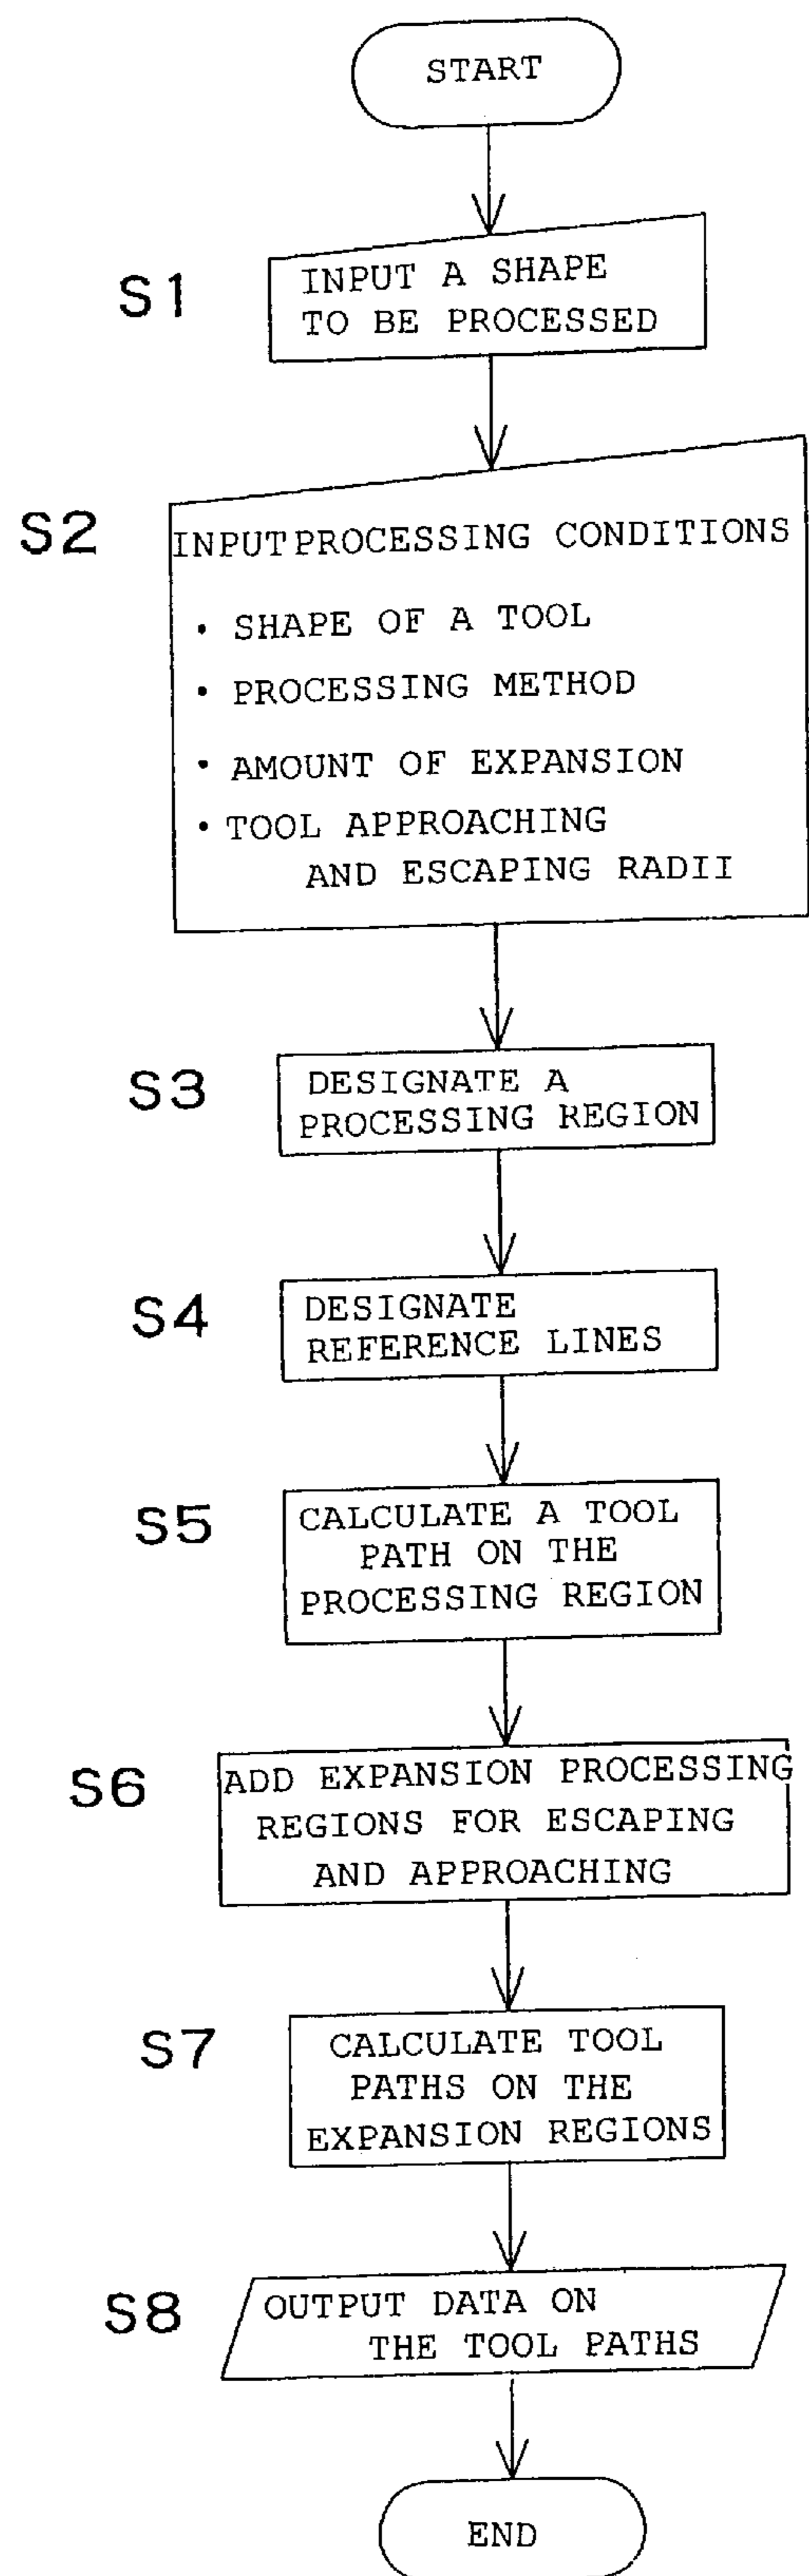 START
S1
INPUT A SHAPE
TO BE PROCESSED
S2
INPUT PROCESSING CONDITIONS
· SHAPE OF A TOOL
· PROCESSING METHOD
· AMOUNT OF EXPANSION
· TOOL APPROACHING
AND ESCAPING RADII
S3
DESIGNATE A
PROCESSING REGION
S4
DESIGNATE
REFERENCE LINES
S5
CALCULATE A TOOL
PATH ON THE
PROCESSING REGION
S6
ADD EXPANSION PROCESSING
REGIONS FOR ESCAPING
AND APPROACHING
S7
CALCULATE TOOL
PATHS ON THE
EXPANSION REGIONS
S8
OUTPUT DATA ON
THE TOOL PATHS
END